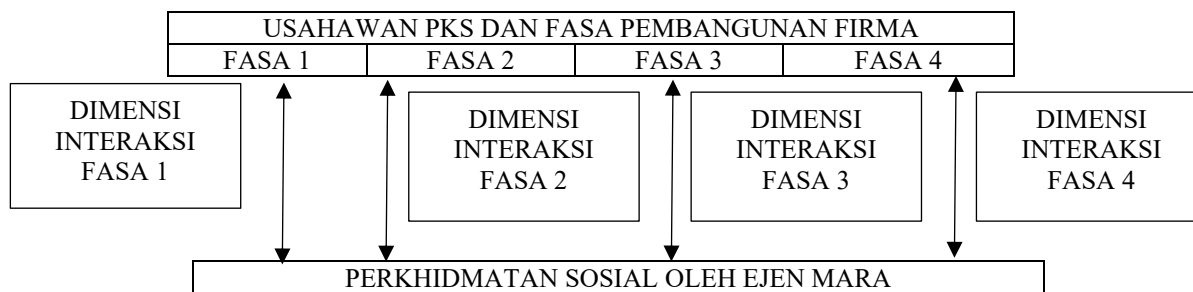 USAHAWAN PKS DAN FASA PEMBANGUNAN FIRMA
FASA 1
FASA 2
FASA 3
FASA 4
DIMENSI
INTERAKSI
FASA 1
DIMENSI
INTERAKSI
FASA 2
DIMENSI
INTERAKSI
FASA 3
DIMENSI
INTERAKSI
FASA 4
PERKHIDMATAN SOSIAL OLEH EJEN MARA